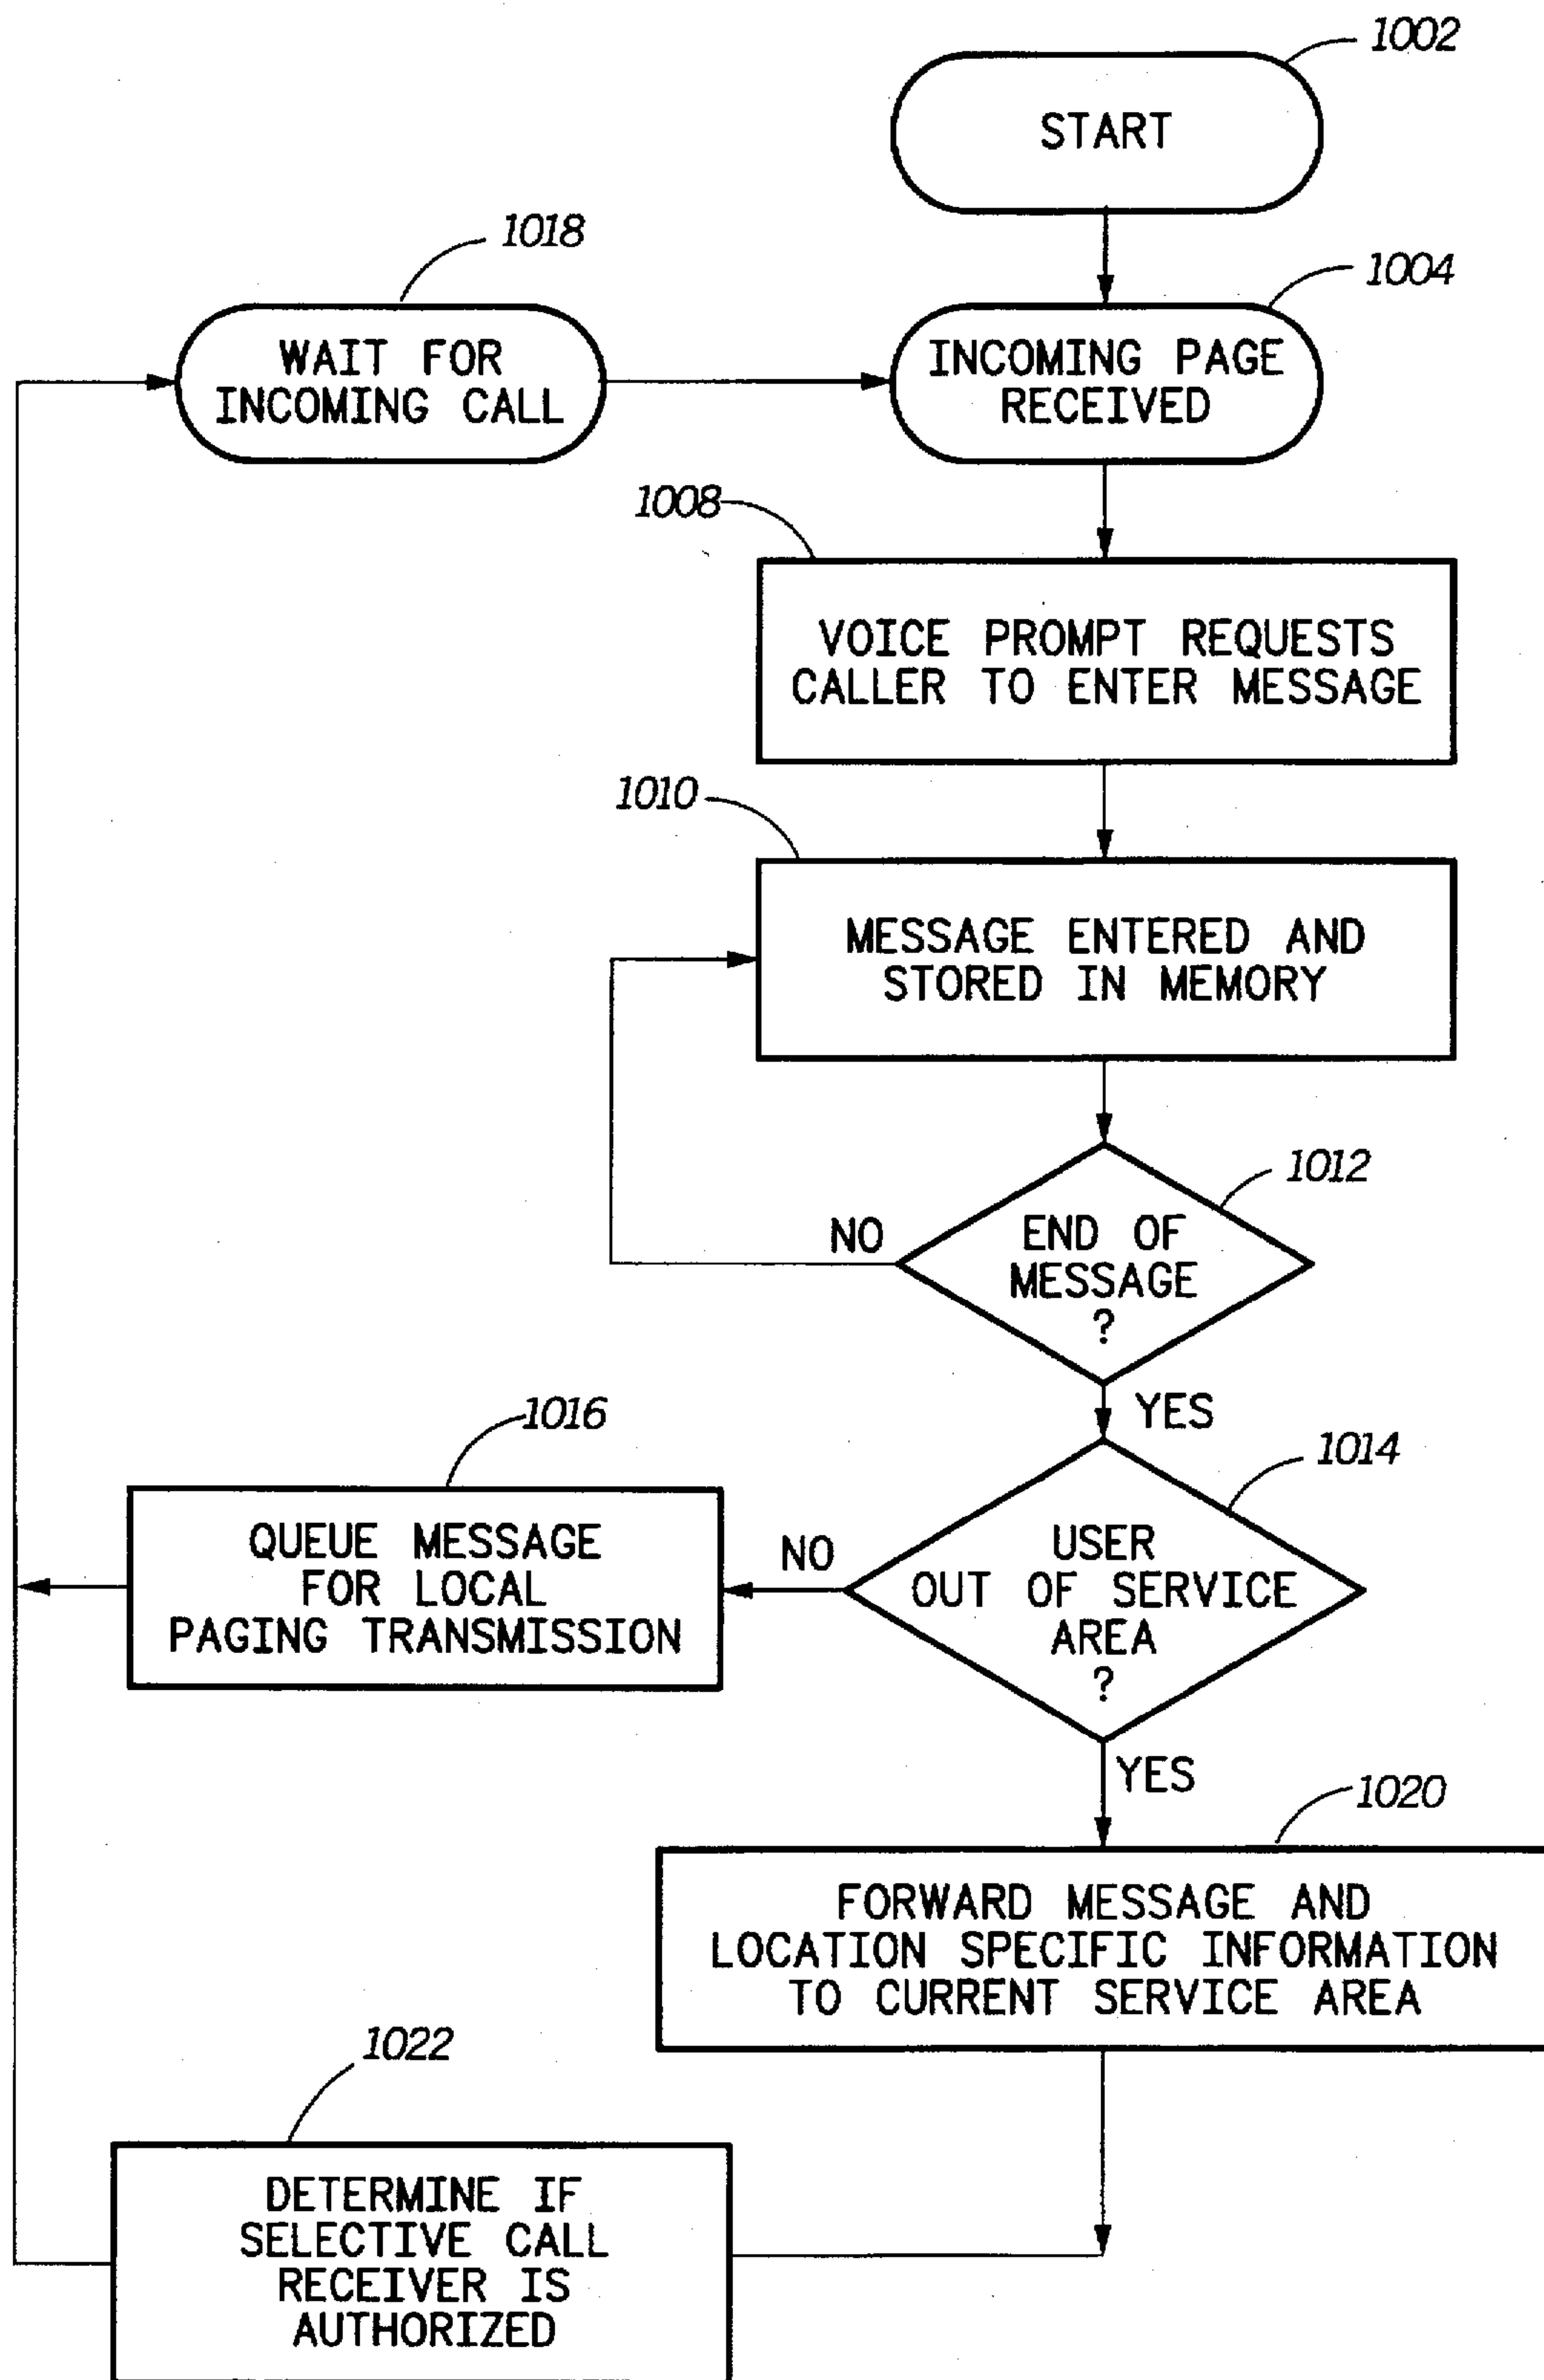 1002
START
1018
1004
WAIT FOR
INCOMING CALL
INCOMING PAGE
RECEIVED
1008
VOICE PROMPT REQUESTS
CALLER TO ENTER MESSAGE
1010
MESSAGE ENTERED AND
STORED IN MEMORY
1012
NO
END OF
MESSAGE
?
YES
1016
1014
QUEUE MESSAGE
FOR LOCAL
PAGING TRANSMISSION
NO
USER
OUT OF SERVICE
AREA
?
YES
1020
FORWARD MESSAGE AND
LOCATION SPECIFIC INFORMATION
TO CURRENT SERVICE AREA
1022
DETERMINE IF
SELECTIVE CALL
RECEIVER IS
AUTHORIZED